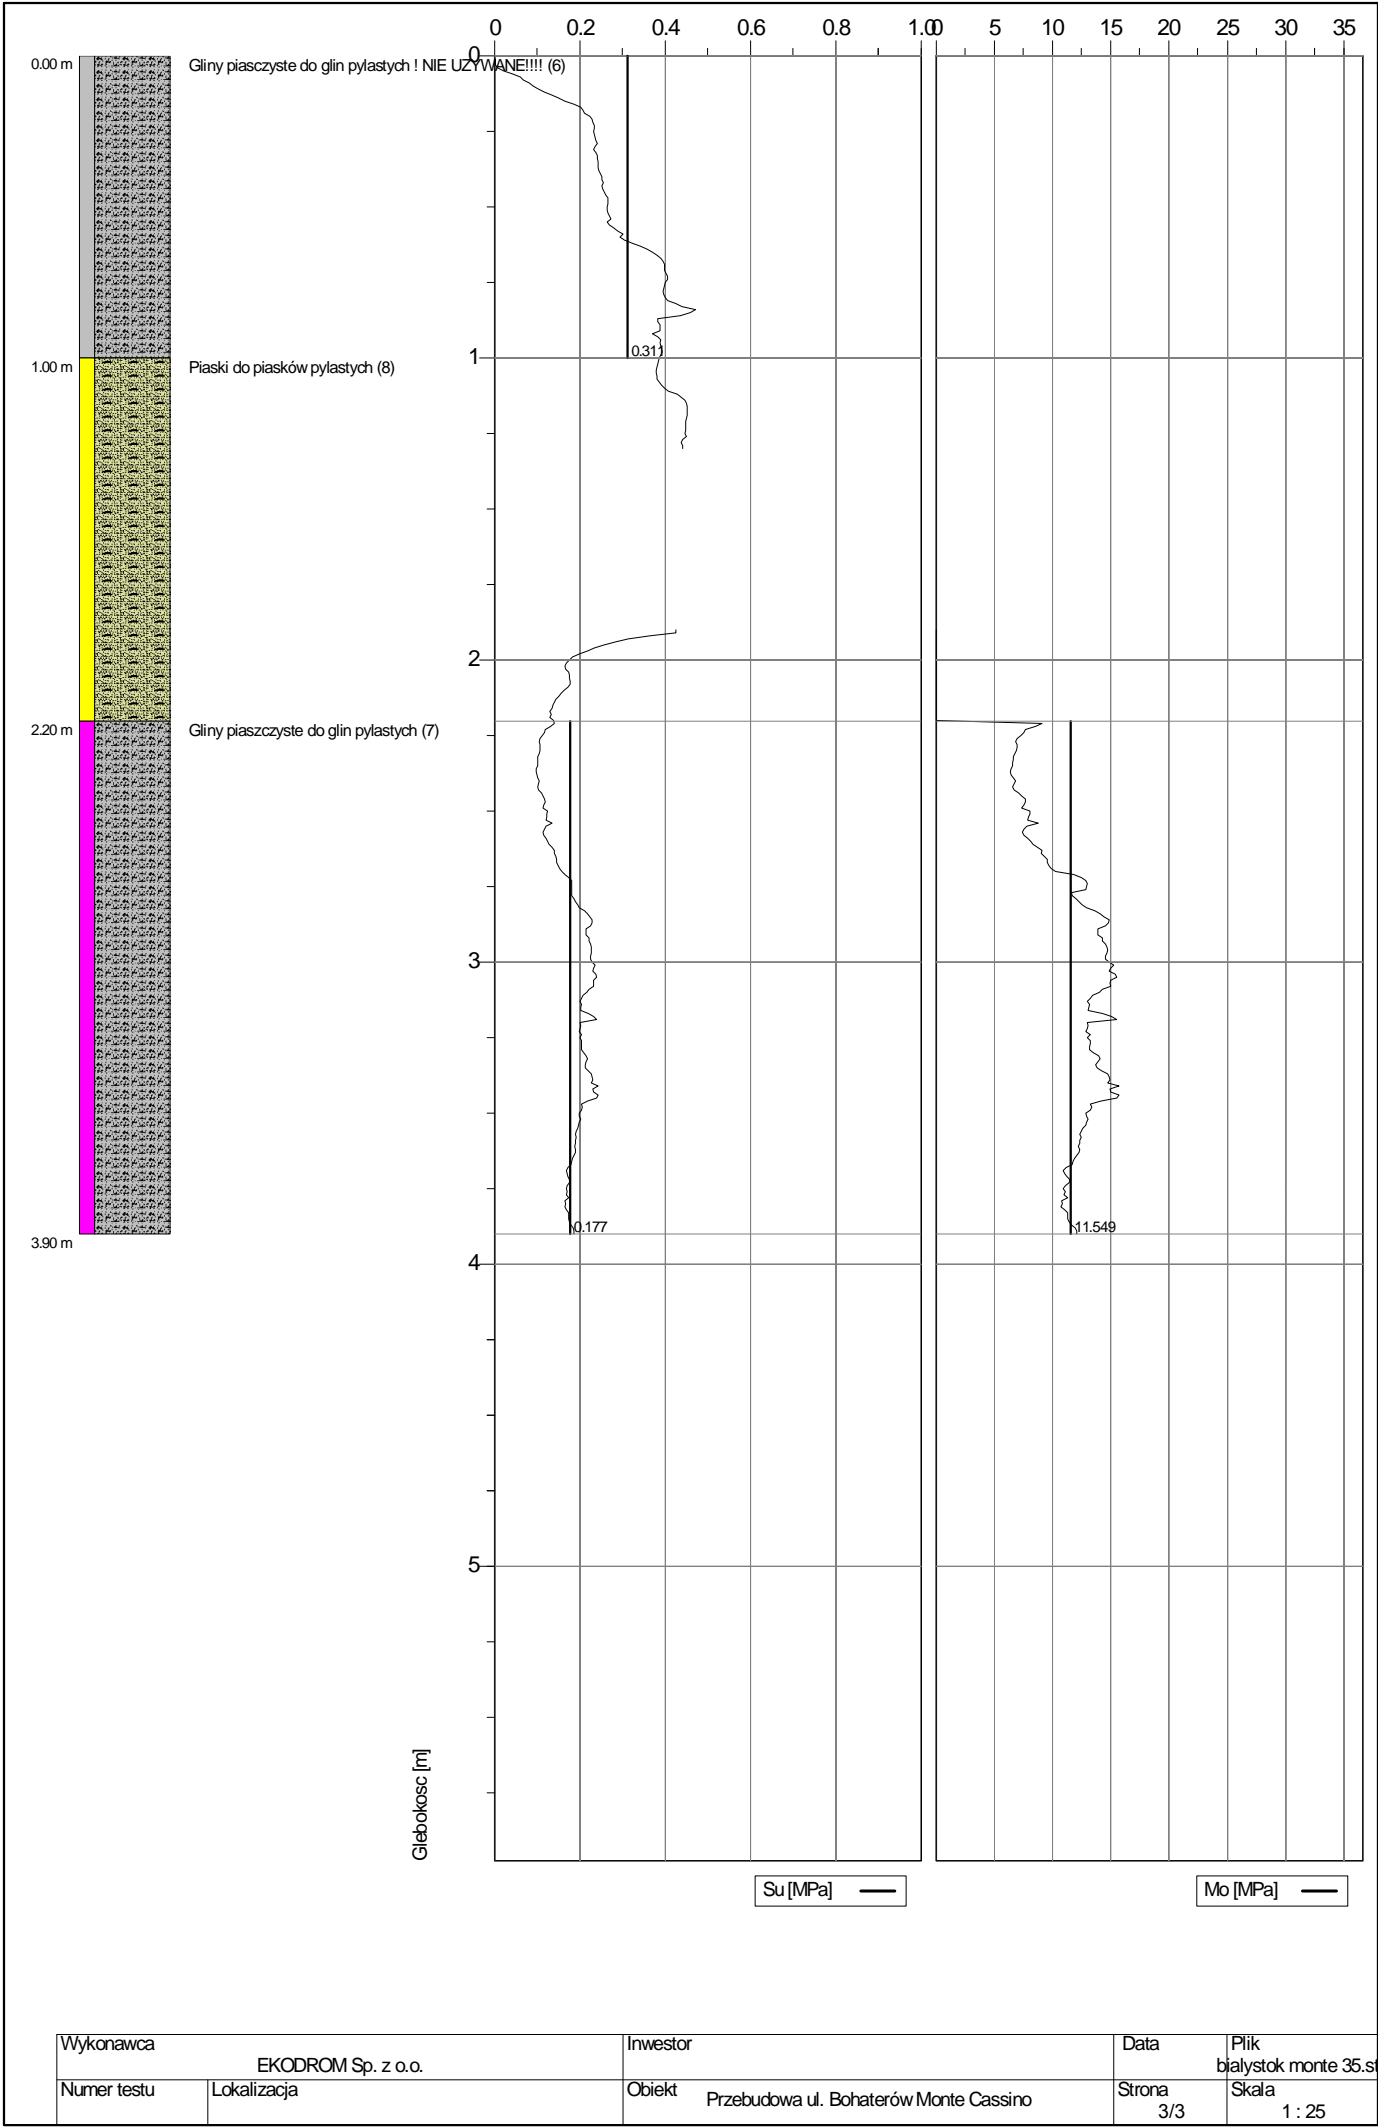 0 0.2 0.4 0.6 0.8 1.0
0 5 10 15 20 25 30 35
0
0.00 m
Gliny piasczyste do glin pylastych ! NIE UZYWANE!!!! (6)
0.311
1
1.00 m
Piaski do piasków pylastych (8)
2
2.20 m
Gliny piaszczyste do glin pylastych (7)
3
0.177
11.549
3.90 m
4
5
Glebokosc [m]
Su [MPa]
Mo [MPa]
Wykonawca
EKODROM Sp. z o.o.
Inwestor
Data
Plik
bialystok monte 35.st
Numer testu
Lokalizacja
Obiekt
Przebudowa ul. Bohaterów Monte Cassino
Strona
3/3
Skala
1 : 25